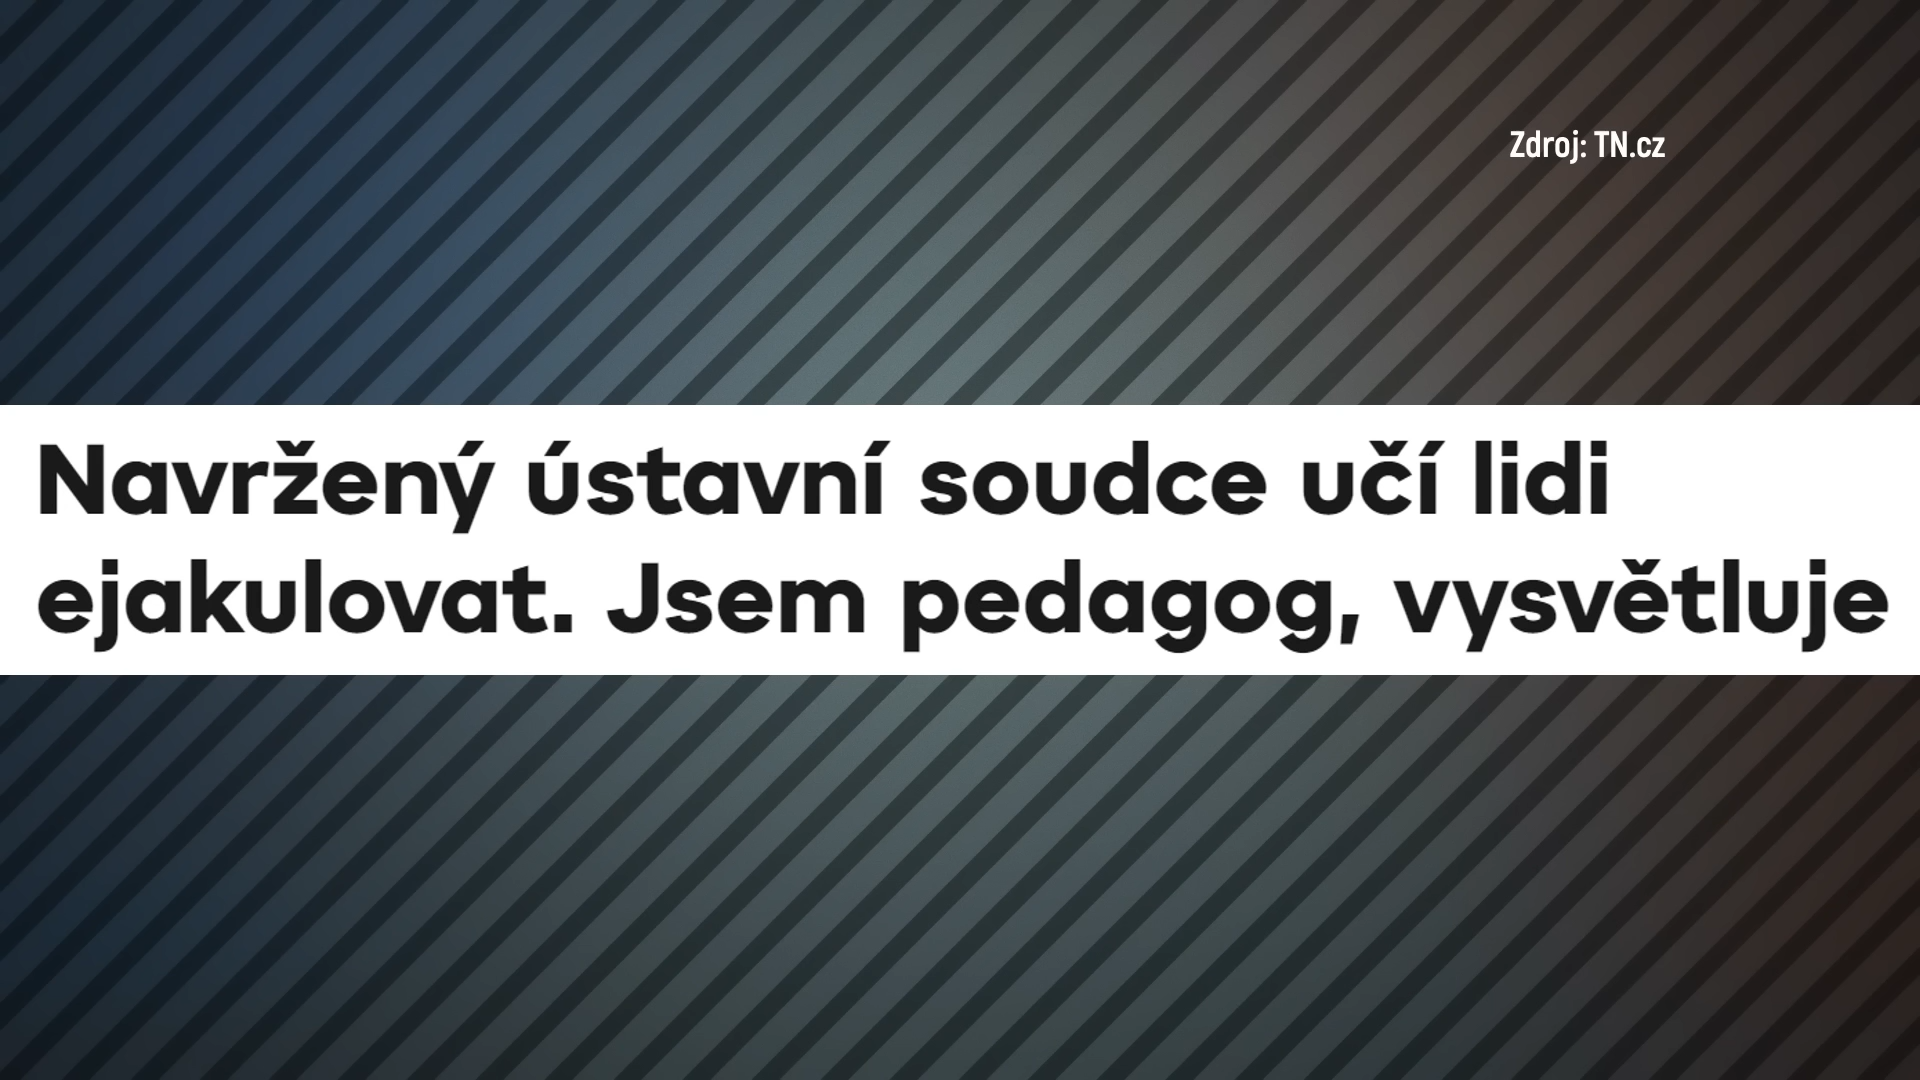 Zdroj: TN.cz
Navržený ústavní soudce učí lidi
ejakulovat. Jsem pedagog, vysvětluje